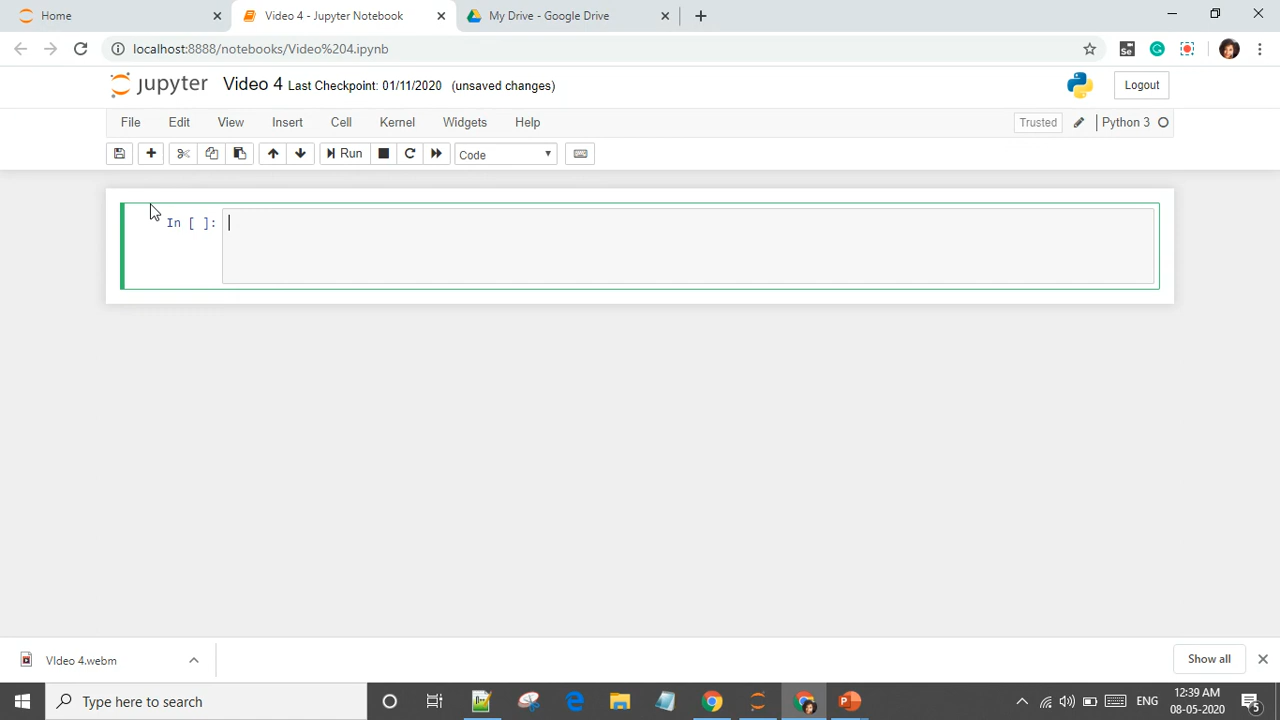 Home
Video 4 - Jupyter Notebook
My Drive - Google Drive
localhost:8888/notebooks/Video%204.ipynb
jupyter
Video 4 Last Checkpoint: 01/11/2020 (unsaved changes)
Logout
File Edit View Insert Cell Kernel Widgets Help
Trusted
Python 3
Run
Code
In [ ]:
VIdeo 4.webm
Show all
Type here to search
Se
G
e
P
ENG
12:39 AM
08-05-2020
5